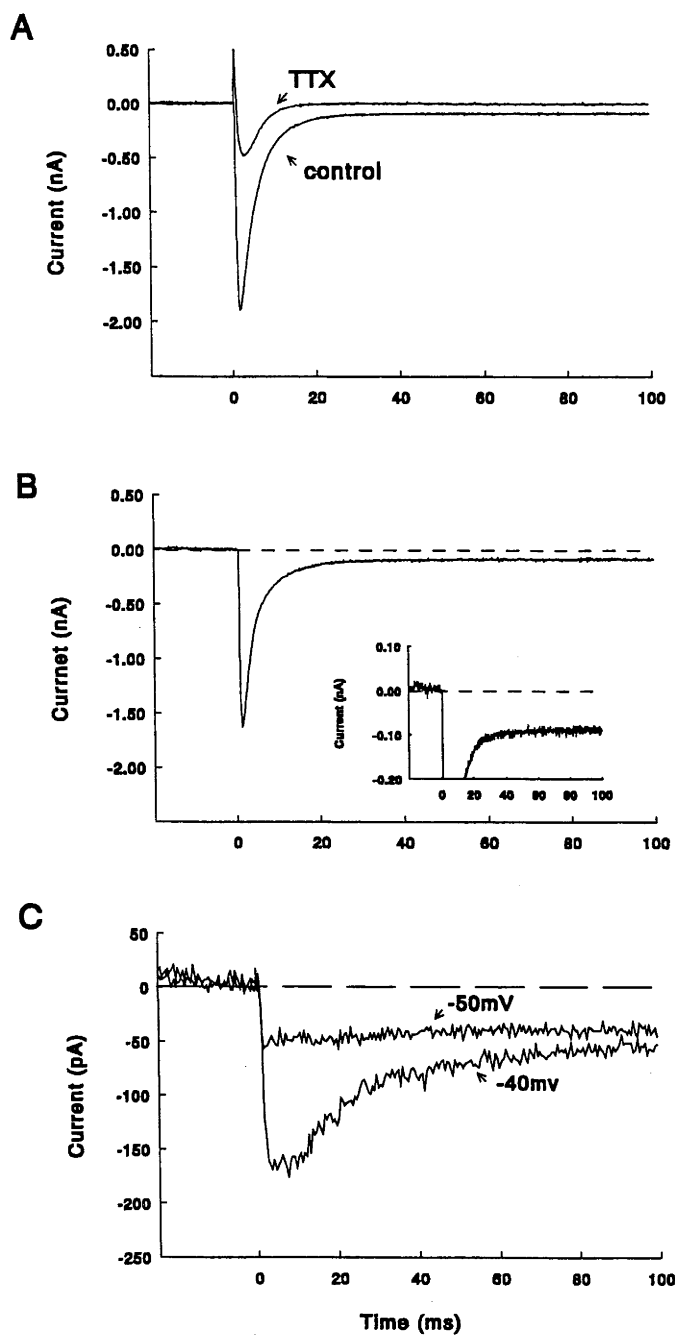 A
0.50
0.00
-0.50
-1.00
-1.50
-2.00
Current (nA)
TTX
control
0 20 40 60 80 100
B
0.50
0.00
-0.50
-1.00
-1.50
-2.00
Currnet (nA)
0.10
0.00
-0.10
-0.20
Current (nA)
0 20 40 60 80 100
0 20 40 60 80 100
C
50
0
-50
-100
-150
-200
-250
Current (pA)
-50mV
-40mv
0 20 40 60 80 100
Time (ms)